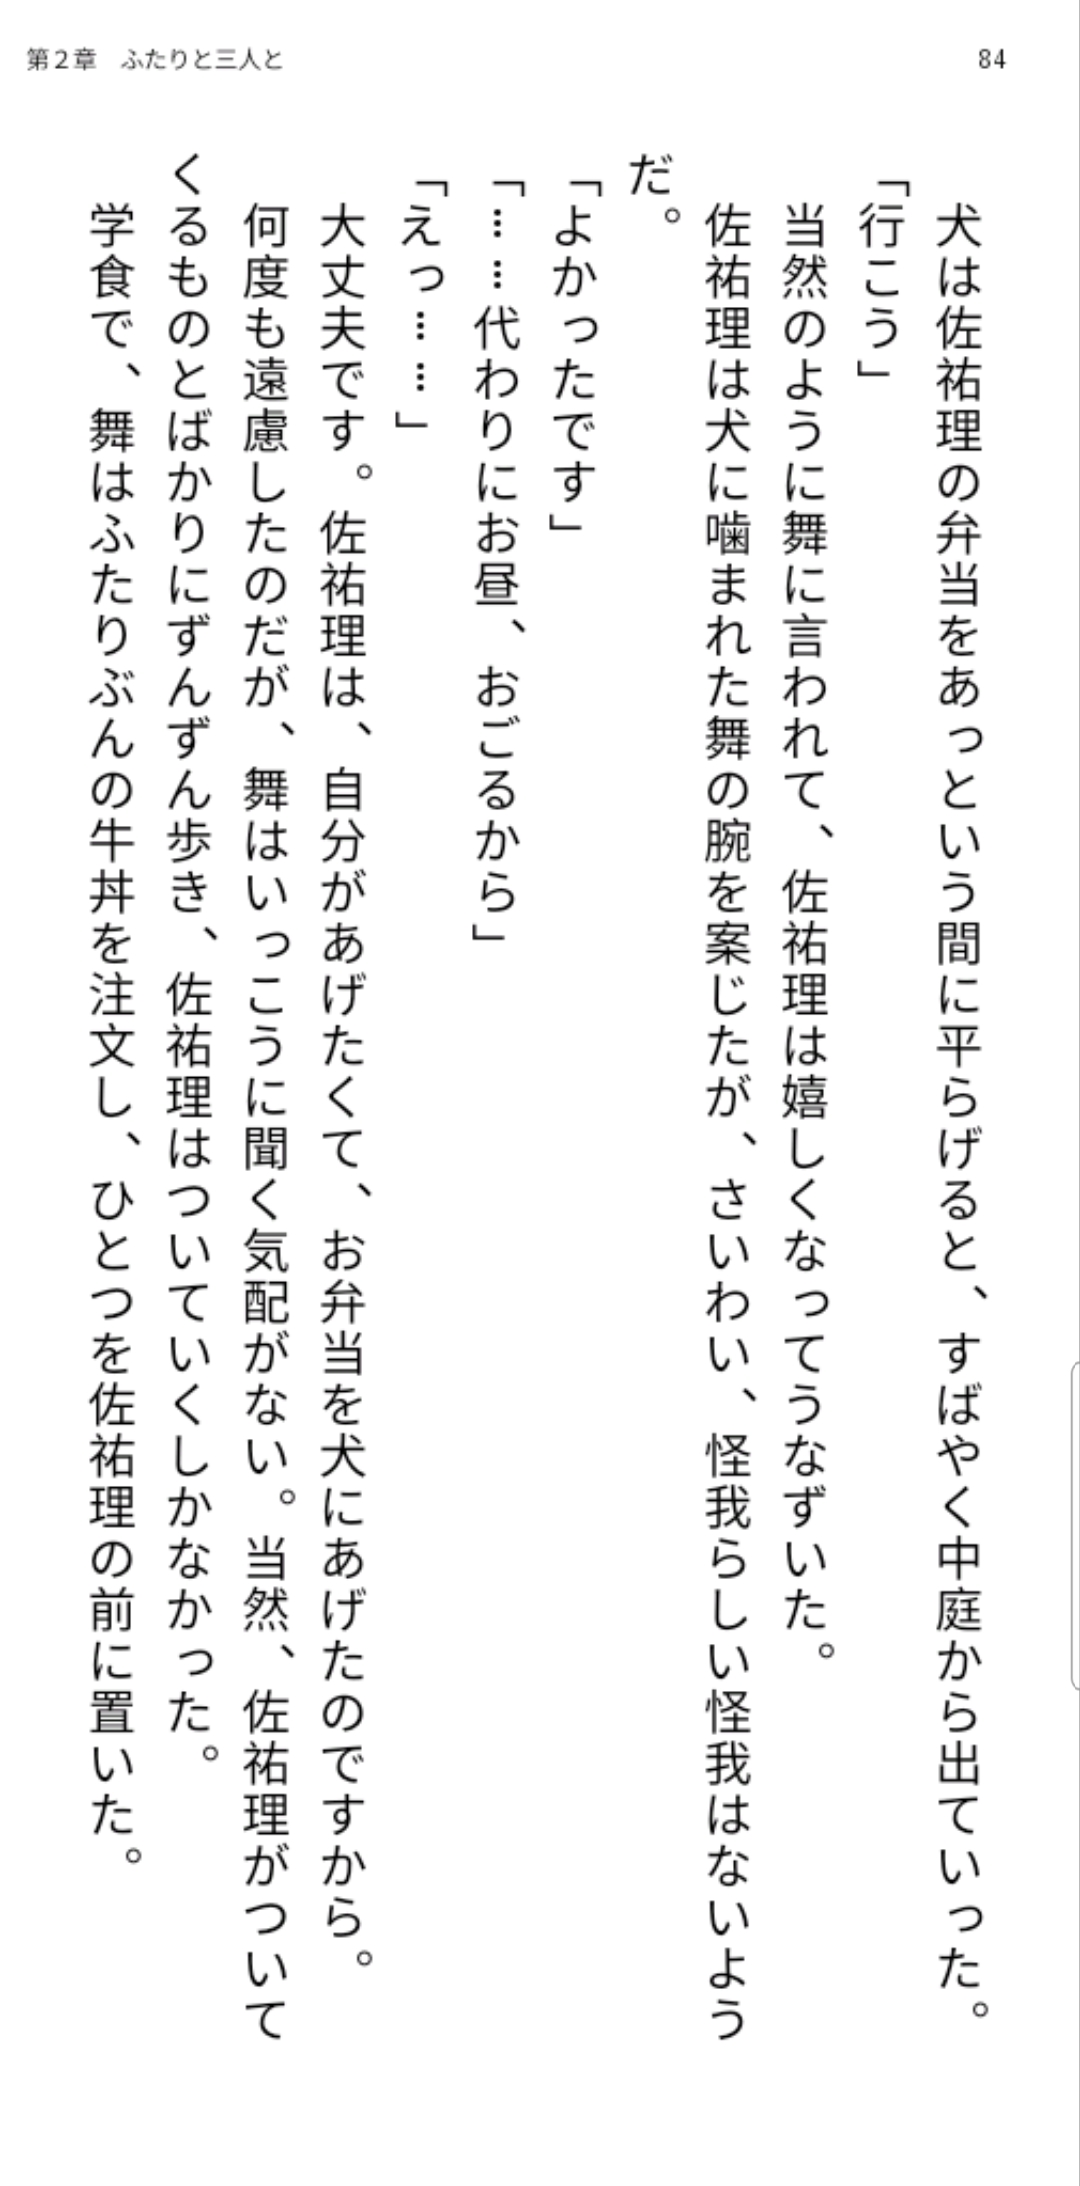 第２章　ふたりと三人と
84
　犬は佐祐理の弁当をあっという間に平らげると、すばやく中庭から出ていった。
「行こう」
　当然のように舞に言われて、佐祐理は嬉しくなってうなずいた。
　佐祐理は犬に噛まれた舞の腕を案じたが、さいわい、怪我らしい怪我はないよう
だ。
「よかったです」
「……代わりにお昼、おごるから」
「えっ……」
　大丈夫です。佐祐理は、自分があげたくて、お弁当を犬にあげたのですから。
　何度も遠慮したのだが、舞はいっこうに聞く気配がない。当然、佐祐理がついて
くるものとばかりにずんずん歩き、佐祐理はついていくしかなかった。
　学食で、舞はふたりぶんの牛丼を注文し、ひとつを佐祐理の前に置いた。